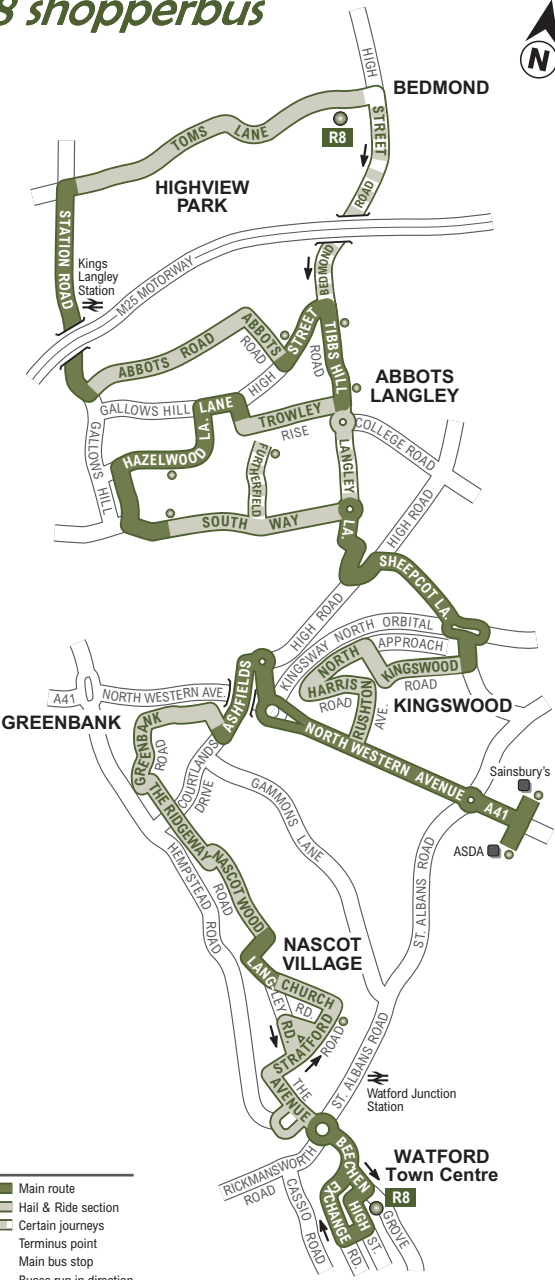 8 shopperbus
N
HIGH
BEDMOND
STREET
TOMS LANE
R8
ROAD
HIGHVIEW
PARK
STATION ROAD
Kings
Langley
Station
M25 MOTORWAY
BEDMOND
ROAD
ABBOTS ROAD
ABBOTS
ROAD
HIGH
STREET
TIBBS HILL
ABBOTS
LANGLEY
GALLOWS HILL
LANE
TROWLEY
RISE
COLLEGE ROAD
GALLOWS HILL
HAZELWOOD LA.
FURTHERFIELD
LANGLEY
LA.
SOUTH WAY
HIGH ROAD
SHEEPCOT LA.
HIGH ROAD
KINGSWAY NORTH ORBITAL
NORTH
APPROACH
HARRIS
ROAD
KINGSWOOD
ROAD
RUSHTON
AVE.
KINGSWOOD
A41
NORTH WESTERN AVE.
ASHFIELDS
GREENBANK
GREENBANK
ROAD
COURTLANDS
DRIVE
NORTH WESTERN AVENUE
A41
Sainsbury's
ASDA
THE RIDGEWAY
GAMMONS LANE
HEMPSTEAD
ROAD
NASCOT WOOD
ROAD
ST. ALBANS ROAD
NASCOT
VILLAGE
LANGLEY
RD.
CHURCH
RD.
STRATFORD
ROAD
THE
AVENUE
ST. ALBANS ROAD
Watford Junction
Station
RICKMANSWORTH
ROAD
CASSIO ROAD
BEECHEN
GROVE
WATFORD
Town Centre
R8
EXCHANGE
RD.
HIGH
ST.
Main route
Hail & Ride section
Certain journeys
Terminus point
Main bus stop
Buses run in direction